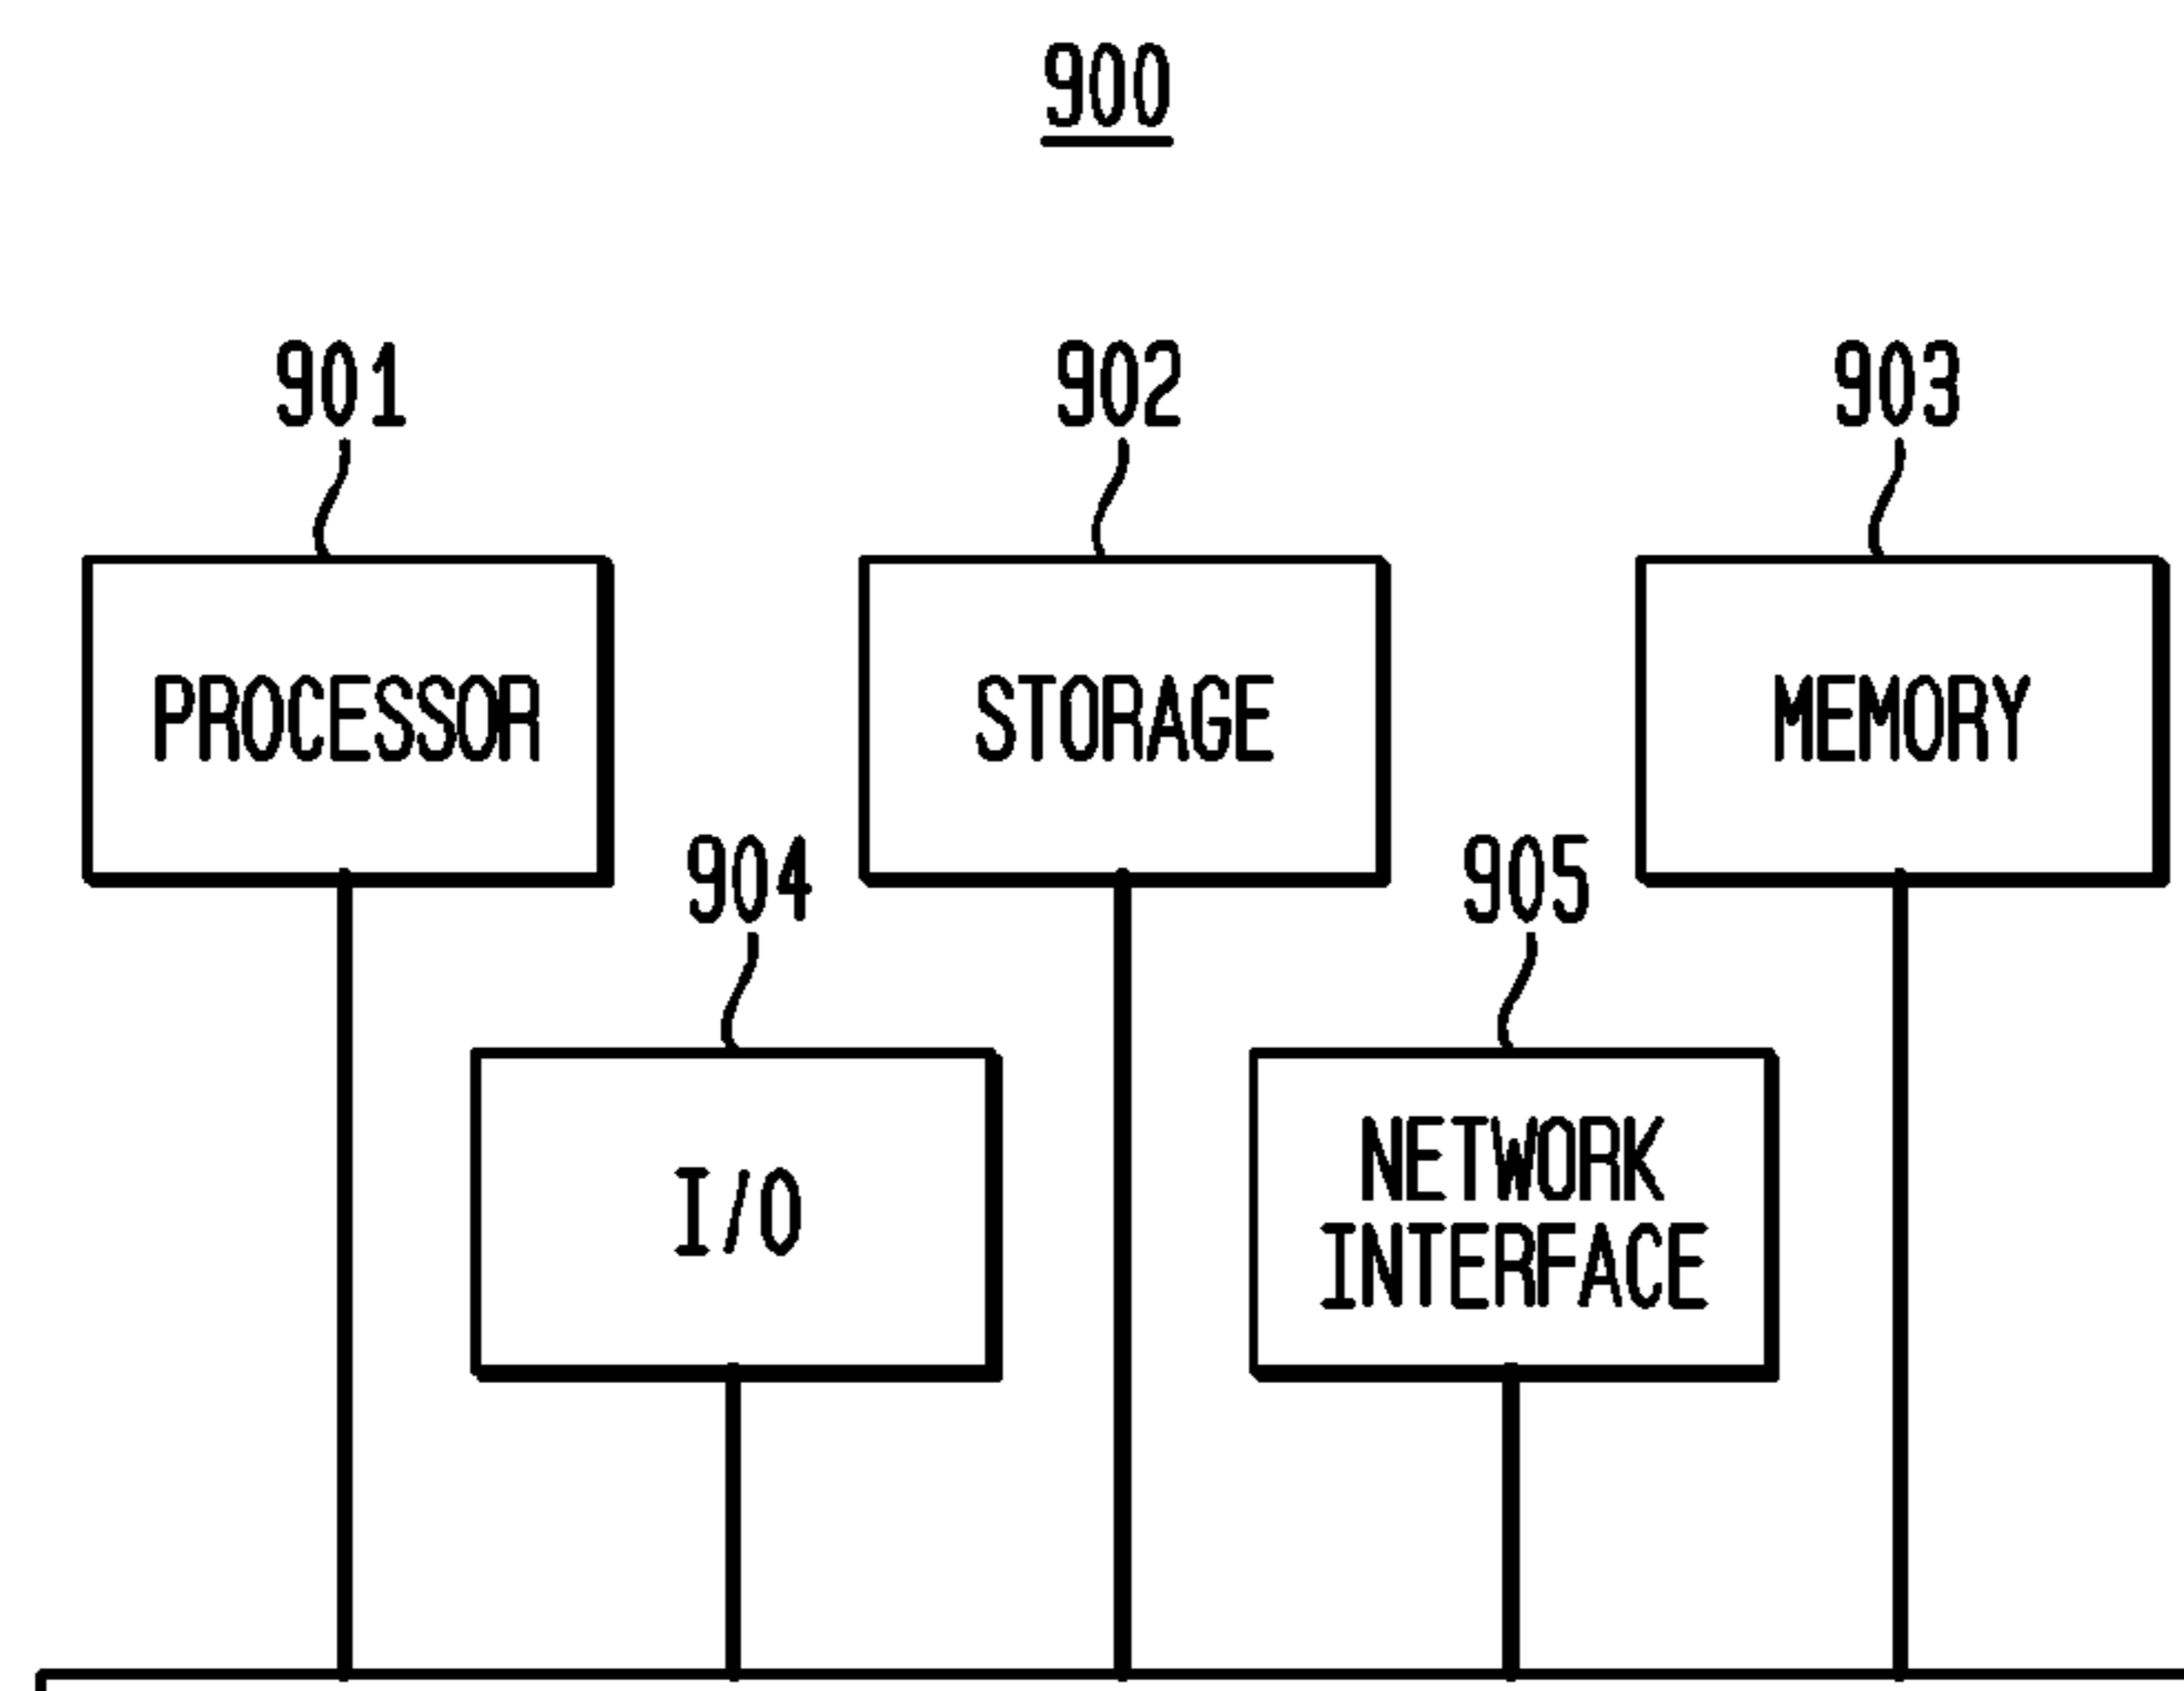 900
901
902
903
PROCESSOR
STORAGE
MEMORY
904
905
I/O
NETWORK
INTERFACE